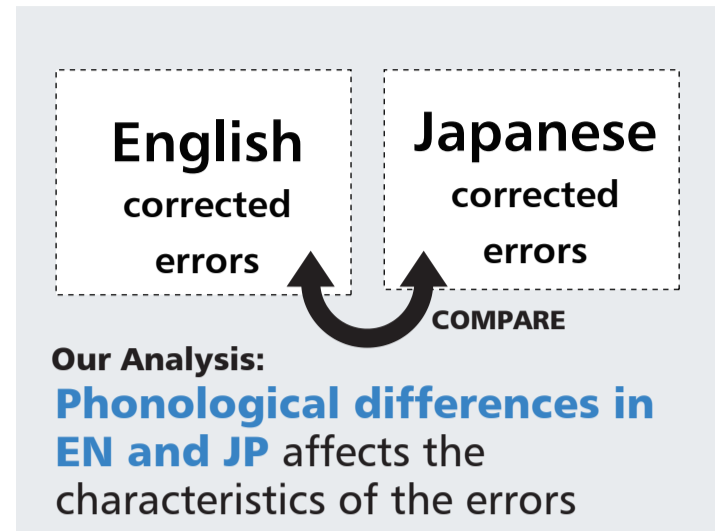 English
corrected
errors
Japanese
corrected
errors
COMPARE
Our Analysis:
Phonological differences in
EN and JP affects the
characteristics of the errors